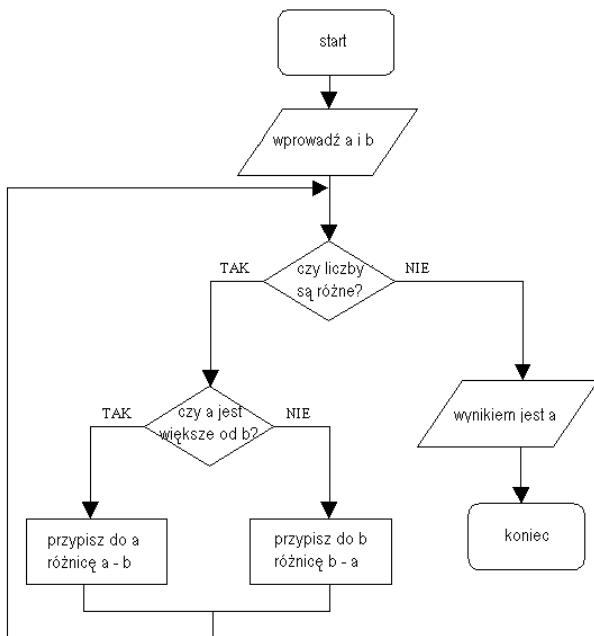 start
wprowadź a i b
TAK
czy liczby
są różne?
NIE
TAK
czy a jest
większe od b?
NIE
wynikiem jest a
przypisz do a
różnicę a - b
przypisz do b
różnicę b - a
koniec